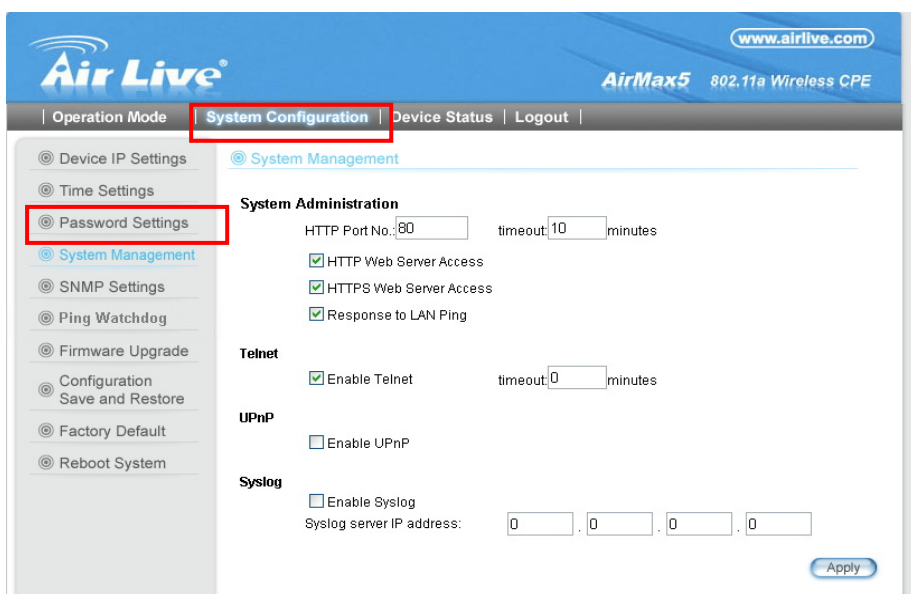 www.airlive.com
Air Live®
AirMax5 802.11a Wireless CPE
| Operation Mode | System Configuration | Device Status | Logout |
Device IP Settings
Time Settings
Password Settings
System Management
SNMP Settings
Ping Watchdog
Firmware Upgrade
Configuration
Save and Restore
Factory Default
Reboot System
System Management
System Administration
HTTP Port No.: 80 timeout: 10 minutes
HTTP Web Server Access
HTTPS Web Server Access
Response to LAN Ping
Telnet
Enable Telnet timeout: 0 minutes
UPnP
Enable UPnP
Syslog
Enable Syslog
Syslog server IP address: 0 . 0 . 0 . 0
Apply